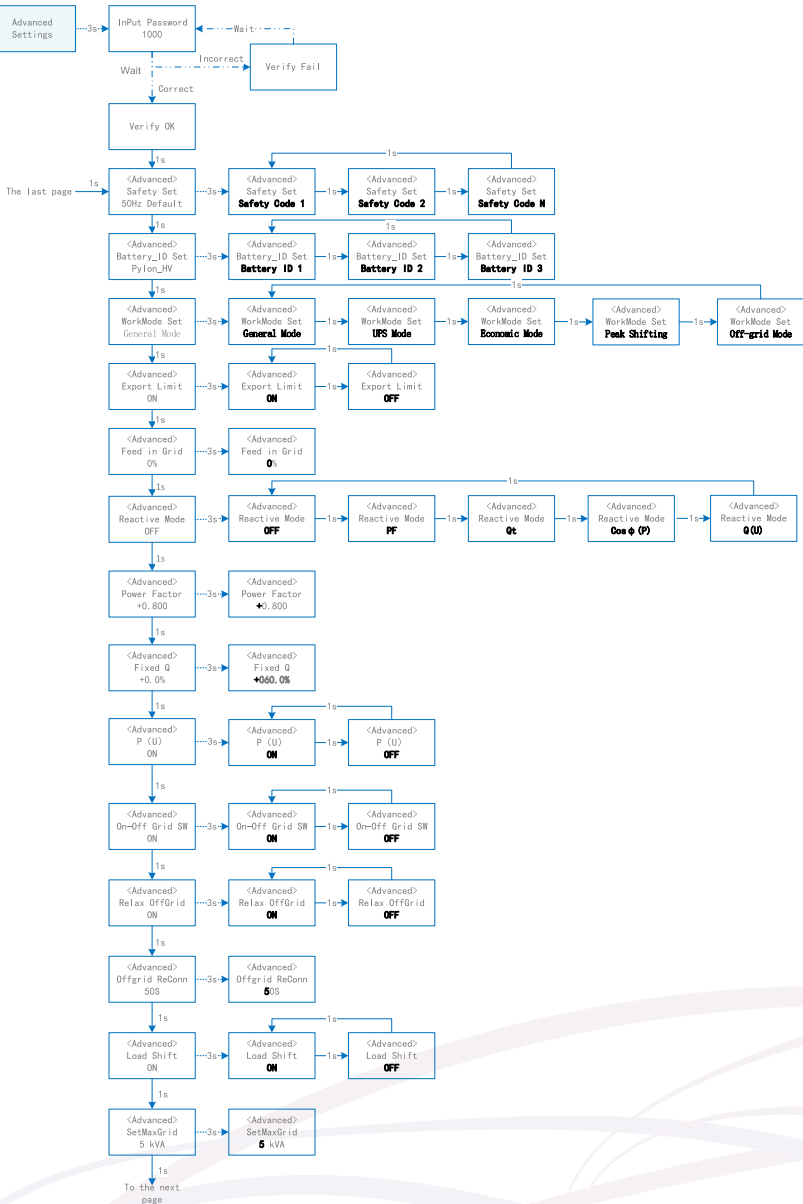 Advanced
Settings
3s
InPut Password
1000
Wait
Incorrect
Wait
Verify Fail
Correct
Verify OK
1s
1s
The last page
1s
<Advanced>
Safety Set
50Hz Default
3s
<Advanced>
Safety Set
Safety Code 1
1s
<Advanced>
Safety Set
Safety Code 2
1s
<Advanced>
Safety Set
Safety Code N
1s
1s
<Advanced>
Battery_ID Set
Pylon_HV
3s
<Advanced>
Battery_ID Set
Battery ID 1
1s
<Advanced>
Battery_ID Set
Battery ID 2
1s
<Advanced>
Battery_ID Set
Battery ID 3
1s
1s
<Advanced>
WorkMode Set
General Mode
3s
<Advanced>
WorkMode Set
General Mode
1s
<Advanced>
WorkMode Set
UPS Mode
1s
<Advanced>
WorkMode Set
Economic Mode
1s
<Advanced>
WorkMode Set
Peak Shifting
1s
<Advanced>
WorkMode Set
Off-grid Mode
1s
1s
<Advanced>
Export Limit
ON
3s
<Advanced>
Export Limit
ON
1s
<Advanced>
Export Limit
OFF
1s
<Advanced>
Feed in Grid
0%
3s
<Advanced>
Feed in Grid
0%
1s
1s
<Advanced>
Reactive Mode
OFF
3s
<Advanced>
Reactive Mode
OFF
1s
<Advanced>
Reactive Mode
PF
1s
<Advanced>
Reactive Mode
Qt
1s
<Advanced>
Reactive Mode
Cosφ(P)
1s
<Advanced>
Reactive Mode
Q(U)
1s
<Advanced>
Power Factor
+0.800
3s
<Advanced>
Power Factor
+0.800
1s
<Advanced>
Fixed Q
+0.0%
3s
<Advanced>
Fixed Q
+060.0%
1s
1s
<Advanced>
P (U)
ON
3s
<Advanced>
P (U)
ON
1s
<Advanced>
P (U)
OFF
1s
1s
<Advanced>
On-Off Grid SW
ON
3s
<Advanced>
On-Off Grid SW
ON
1s
<Advanced>
On-Off Grid SW
OFF
1s
1s
<Advanced>
Relax OffGrid
ON
3s
<Advanced>
Relax OffGrid
ON
1s
<Advanced>
Relax OffGrid
OFF
1s
<Advanced>
Offgrid ReConn
50S
3s
<Advanced>
Offgrid ReConn
50S
1s
1s
<Advanced>
Load Shift
ON
3s
<Advanced>
Load Shift
ON
1s
<Advanced>
Load Shift
OFF
1s
<Advanced>
SetMaxGrid
5 kVA
3s
<Advanced>
SetMaxGrid
5 kVA
1s
To the next
page